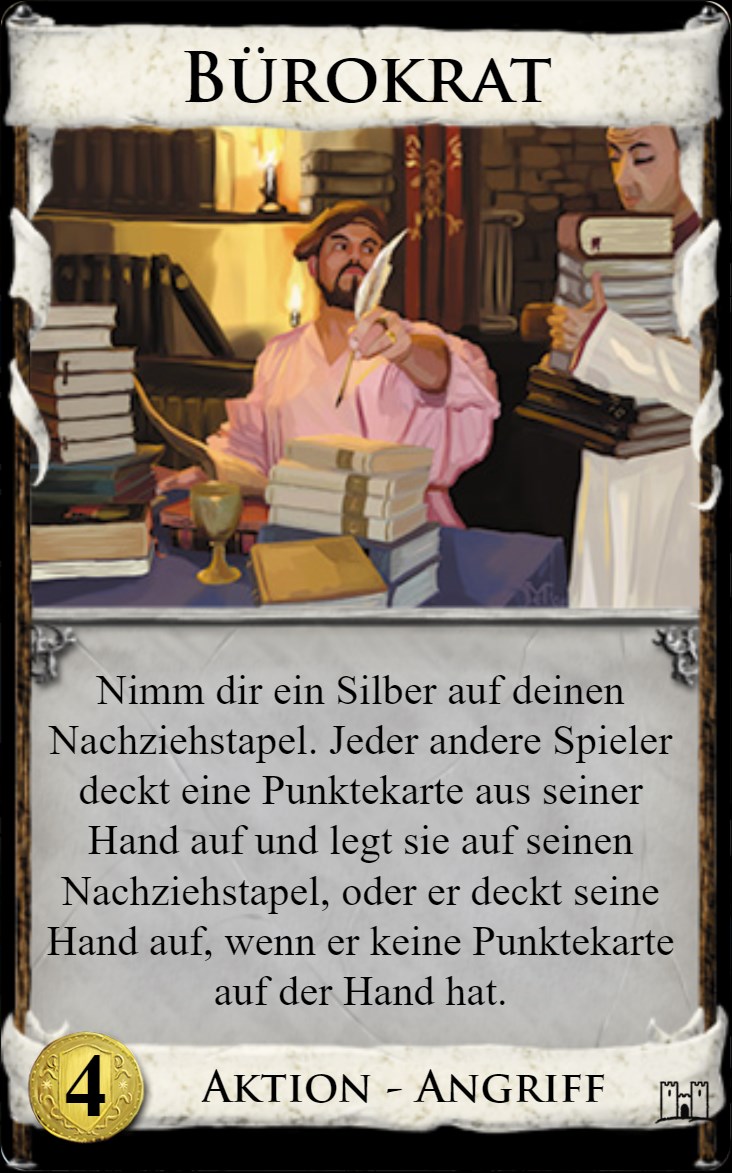 Bürokrat
Nimm dir ein Silber auf deinen
Nachziehstapel. Jeder andere Spieler
deckt eine Punktekarte aus seiner
Hand auf und legt sie auf seinen
Nachziehstapel, oder er deckt seine
Hand auf, wenn er keine Punktekarte
auf der Hand hat.
4
Aktion - Angriff